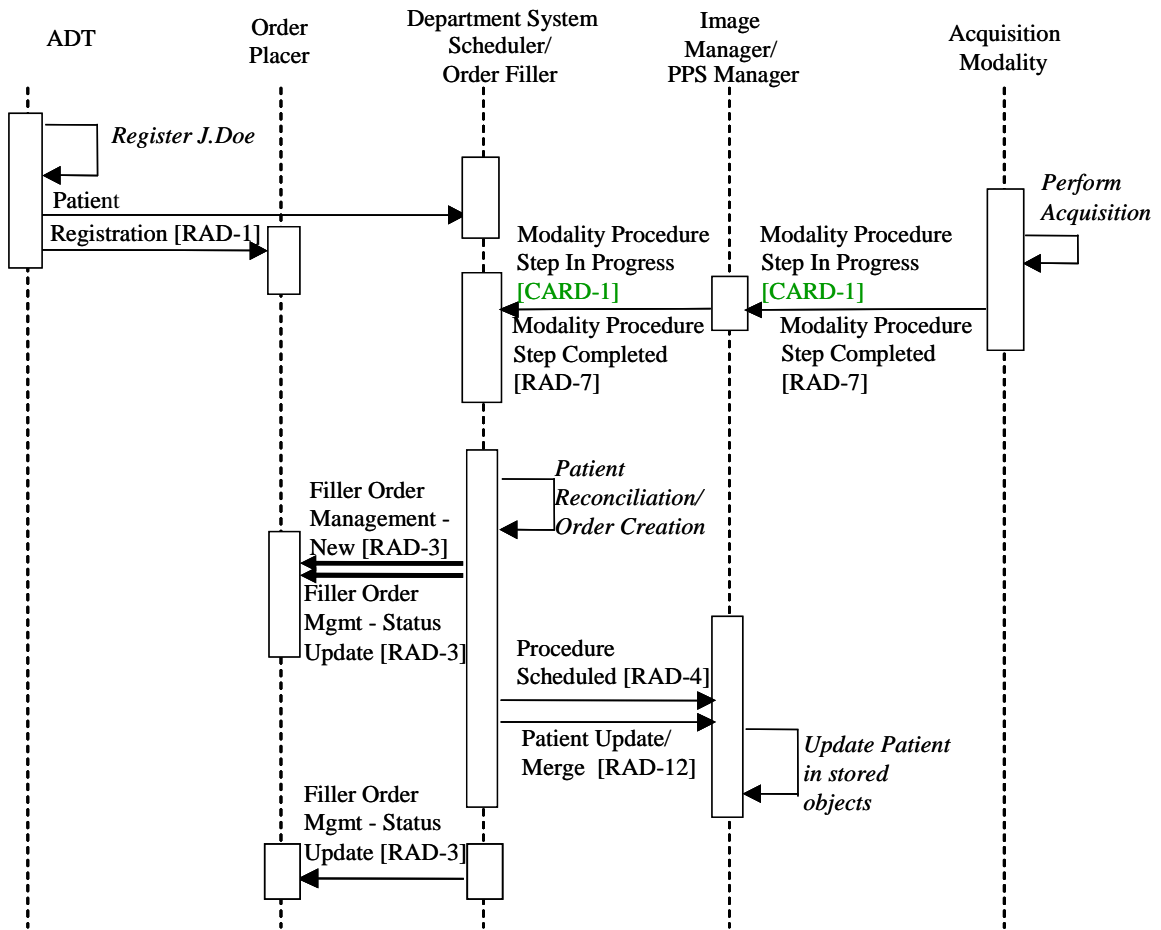 ADT
Order
Placer
Department System
Scheduler/
Order Filler
Image
Manager/
PPS Manager
Acquisition
Modality
Register J.Doe
Patient
Registration [RAD-1]
Perform
Acquisition
Modality Procedure
Step In Progress
[CARD-1]
Modality Procedure
Step Completed
[RAD-7]
Modality Procedure
Step In Progress
[CARD-1]
Modality Procedure
Step Completed
[RAD-7]
Patient
Reconciliation/
Order Creation
Filler Order
Management -
New [RAD-3]
Filler Order
Mgmt - Status
Update [RAD-3]
Procedure
Scheduled [RAD-4]
Patient Update/
Merge [RAD-12]
Update Patient
in stored
objects
Filler Order
Mgmt - Status
Update [RAD-3]